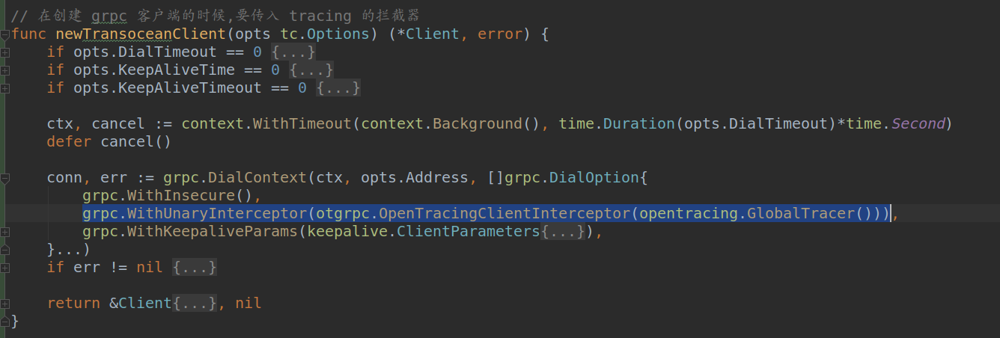 // 在创建 grpc 客户端的时候,要传入 tracing 的拦截器
func newTransoceanClient(opts tc.Options) (*Client, error) {
    if opts.DialTimeout == 0 {...}
    if opts.KeepAliveTime == 0 {...}
    if opts.KeepAliveTimeout == 0 {...}
    ctx, cancel := context.WithTimeout(context.Background(), time.Duration(opts.DialTimeout)*time.Second)
    defer cancel()
    conn, err := grpc.DialContext(ctx, opts.Address, []grpc.DialOption{
        grpc.WithInsecure(),
        grpc.WithUnaryInterceptor(otgrpc.OpenTracingClientInterceptor(opentracing.GlobalTracer())),
        grpc.WithKeepaliveParams(keepalive.ClientParameters{...}),
    }...)
    if err != nil {...}
    return &Client{...}, nil
}